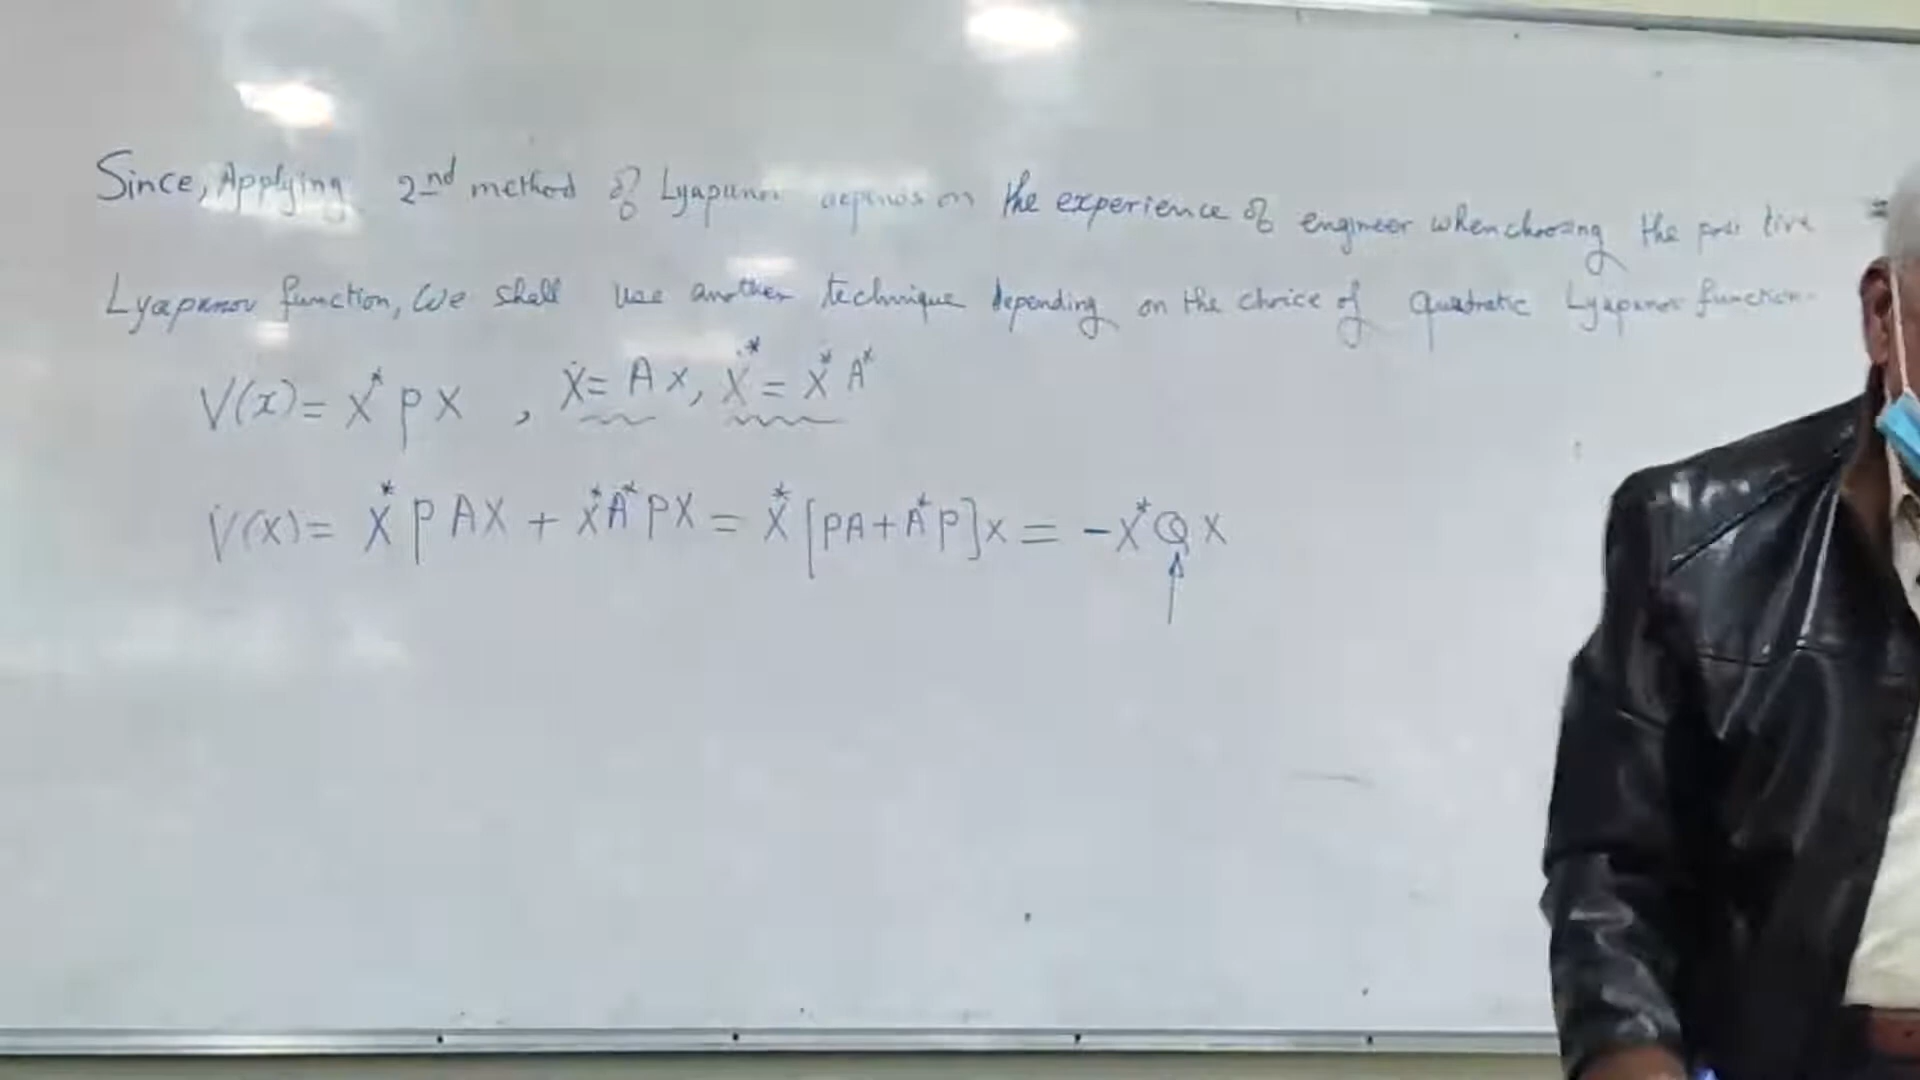 Since, Applying 2nd method of Lyapunov depends on the experience of engineer when choosing the positive
Lyapunov function, We shall use another technique depending on the choice of Quadratic Lyapunov function.
V(x) = X* P X , Ẋ = A X, Ẋ* = X* A*
V̇(X) = X* P A X + X* A* P X = X* [PA + A* P] X = -X* Q X